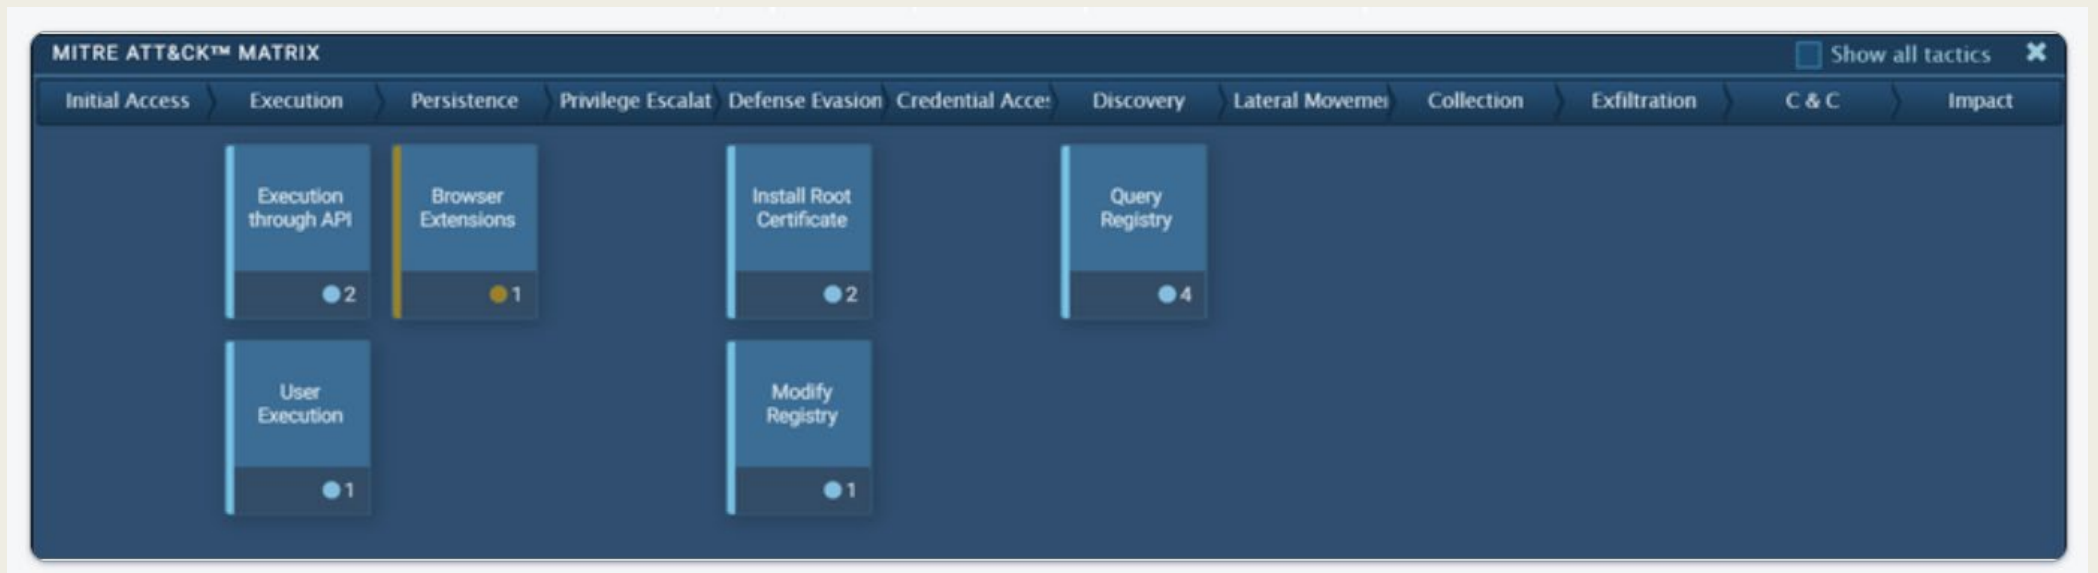 MITRE ATT&CK™ MATRIX
Show all tactics
Initial Access
Execution
Persistence
Privilege Escalat
Defense Evasion
Credential Acces
Discovery
Lateral Movemen
Collection
Exfiltration
C & C
Impact
Execution
through API
2
Browser
Extensions
1
Install Root
Certificate
2
Query
Registry
4
User
Execution
1
Modify
Registry
1